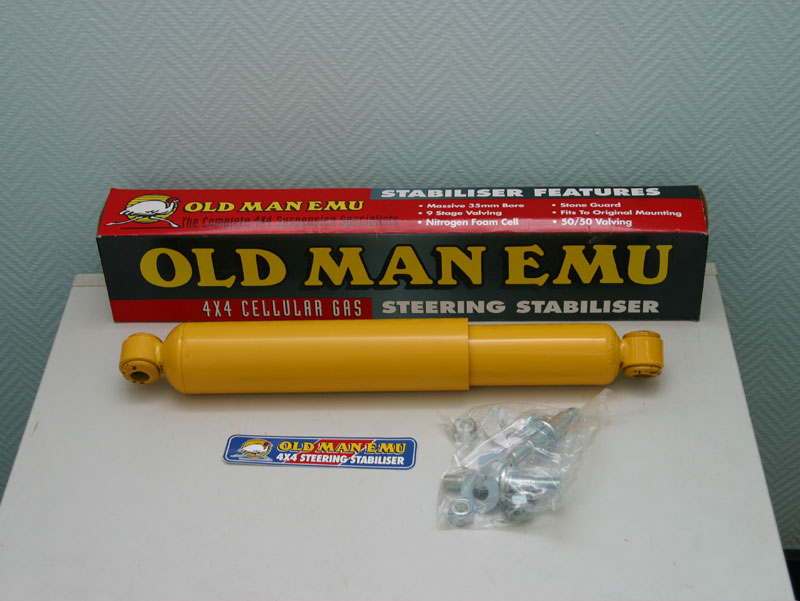 OLD MAN EMU
The Complete 4X4 Suspension Specialists
STABILISER FEATURES
• Massive 35mm Bore
• 9 Stage Valving
• Nitrogen Foam Cell
• Stone Guard
• Fits To Original Mounting
• 50/50 Valving
OLD MAN EMU
4X4 CELLULAR GAS STEERING STABILISER
OLD MAN EMU
4X4 STEERING STABILISER